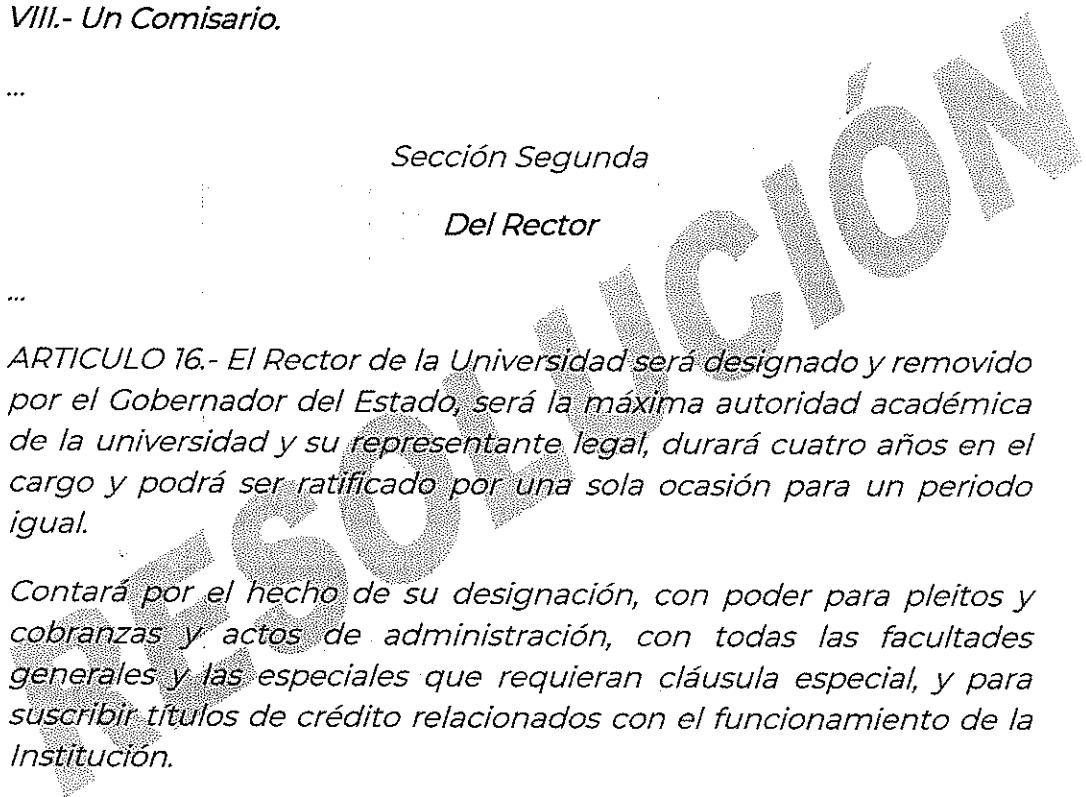 VIII.- Un Comisario.
...
Sección Segunda
Del Rector
...
ARTICULO 16.- El Rector de la Universidad será designado y removido
por el Gobernador del Estado, será la máxima autoridad académica
de la universidad y su representante legal, durará cuatro años en el
cargo y podrá ser ratificado por una sola ocasión para un periodo
igual.
Contará por el hecho de su designación, con poder para pleitos y
cobranzas y actos de administración, con todas las facultades
generales y las especiales que requieran cláusula especial, y para
suscribir títulos de crédito relacionados con el funcionamiento de la
Institución.
RESOLUCIÓN